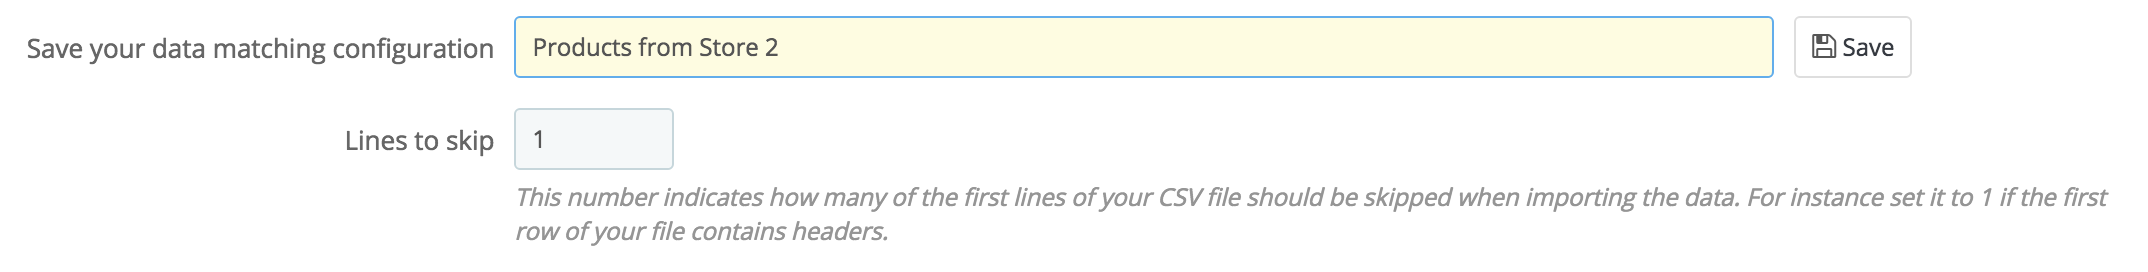 Save your data matching configuration Products from Store 2 Save
Lines to skip 1
This number indicates how many of the first lines of your CSV file should be skipped when importing the data. For instance set it to 1 if the first
row of your file contains headers.